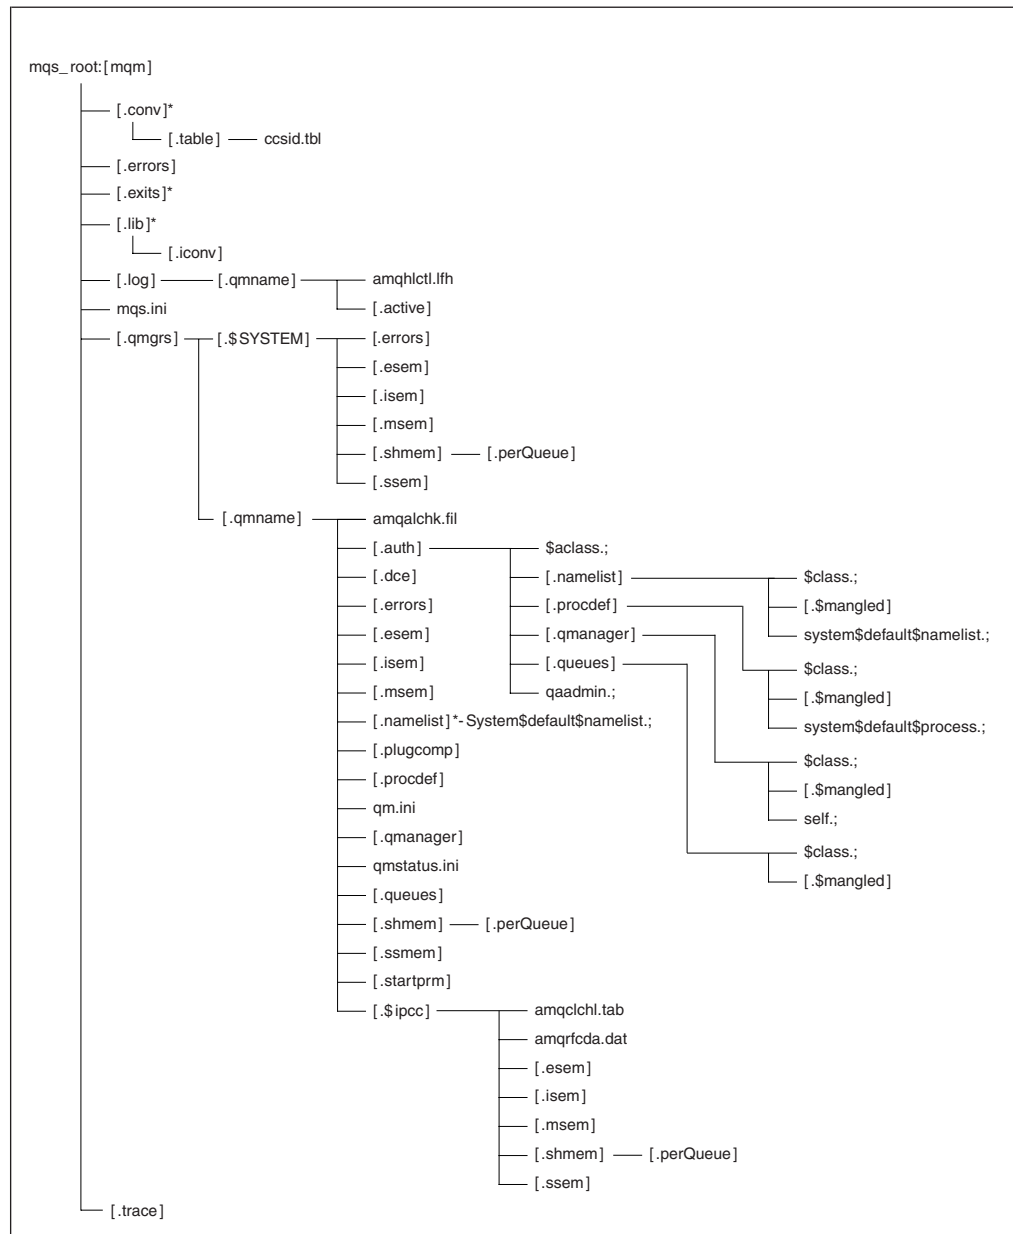 mqs_root:[mqm]
[.conv]*
[.table] ccsid.tbl
[.errors]
[.exits]*
[.lib]*
[.iconv]
[.log] [.qmname] amqhlctl.lfh
mqs.ini [.active]
[.qmgrs] [.$SYSTEM] [.errors]
[.esem]
[.isem]
[.msem]
[.shmem] [.perQueue]
[.ssem]
[.qmname] amqalchk.fil
[.auth] $aclass.;
[.dce] [.namelist] $class.;
[.errors] [.procdef] [.$mangled]
[.esem] [.qmanager] system$default$namelist.;
[.isem] [.queues] $class.;
[.msem] qaadmin.; [.$mangled]
[.namelist]*-System$default$namelist.; system$default$process.;
[.plugcomp] $class.;
[.procdef] [.$mangled]
qm.ini self.;
[.qmanager] $class.;
qmstatus.ini [.$mangled]
[.queues]
[.shmem] [.perQueue]
[.ssmem]
[.startprm]
[.$ipcc] amqclchl.tab
amqrfcda.dat
[.esem]
[.isem]
[.msem]
[.shmem] [.perQueue]
[.ssem]
[.trace]